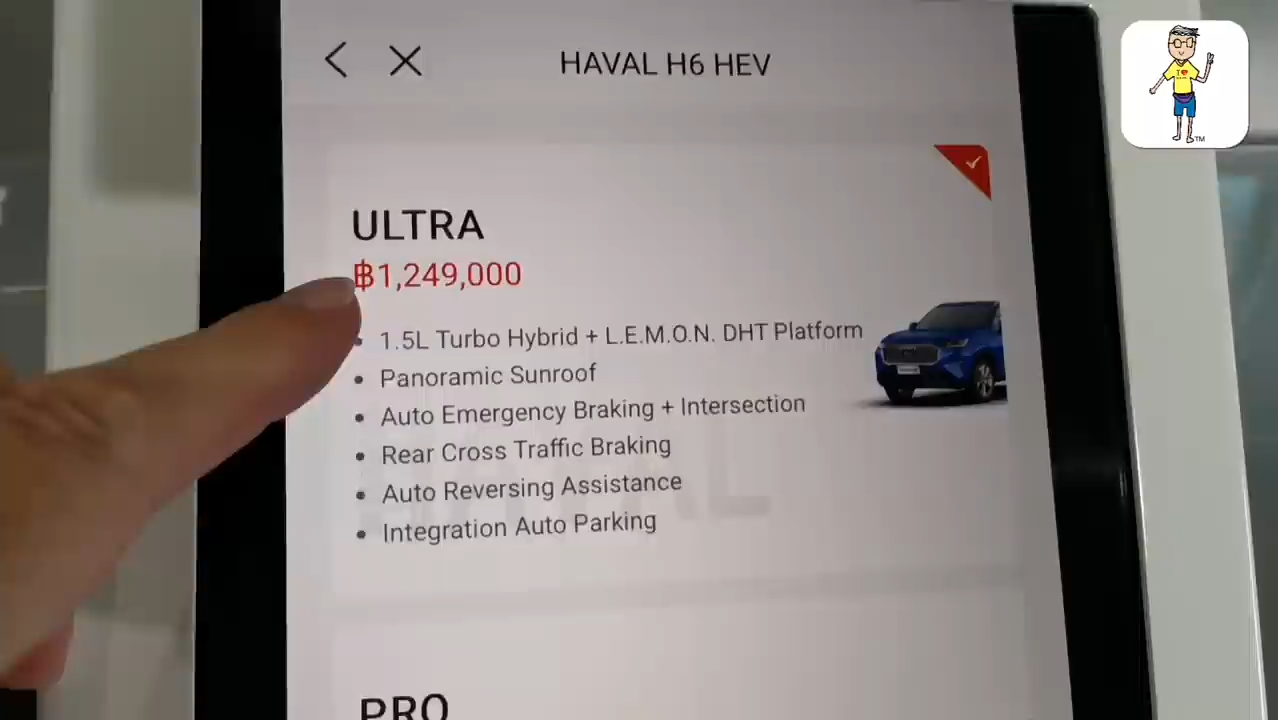 HAVAL H6 HEV
ULTRA
฿1,249,000
• 1.5L Turbo Hybrid + L.E.M.O.N. DHT Platform
• Panoramic Sunroof
• Auto Emergency Braking + Intersection
• Rear Cross Traffic Braking
• Auto Reversing Assistance
• Integration Auto Parking
PRO
TM